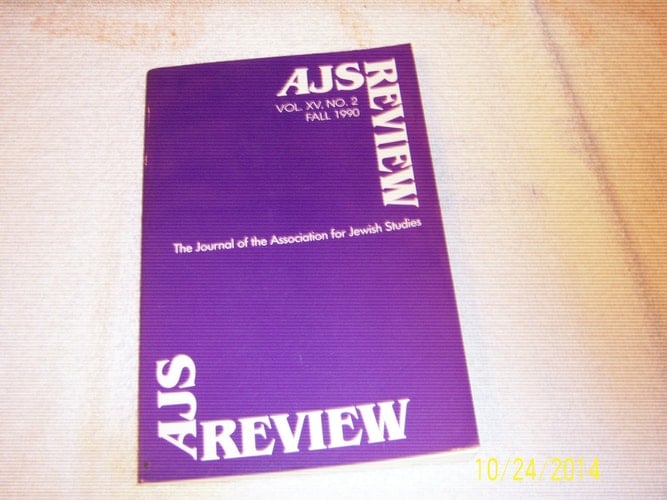 AJS
REVIEW
VOL. XV, NO. 2
FALL 1990
The Journal of the Association for Jewish Studies
AJS
REVIEW
10/24/2014